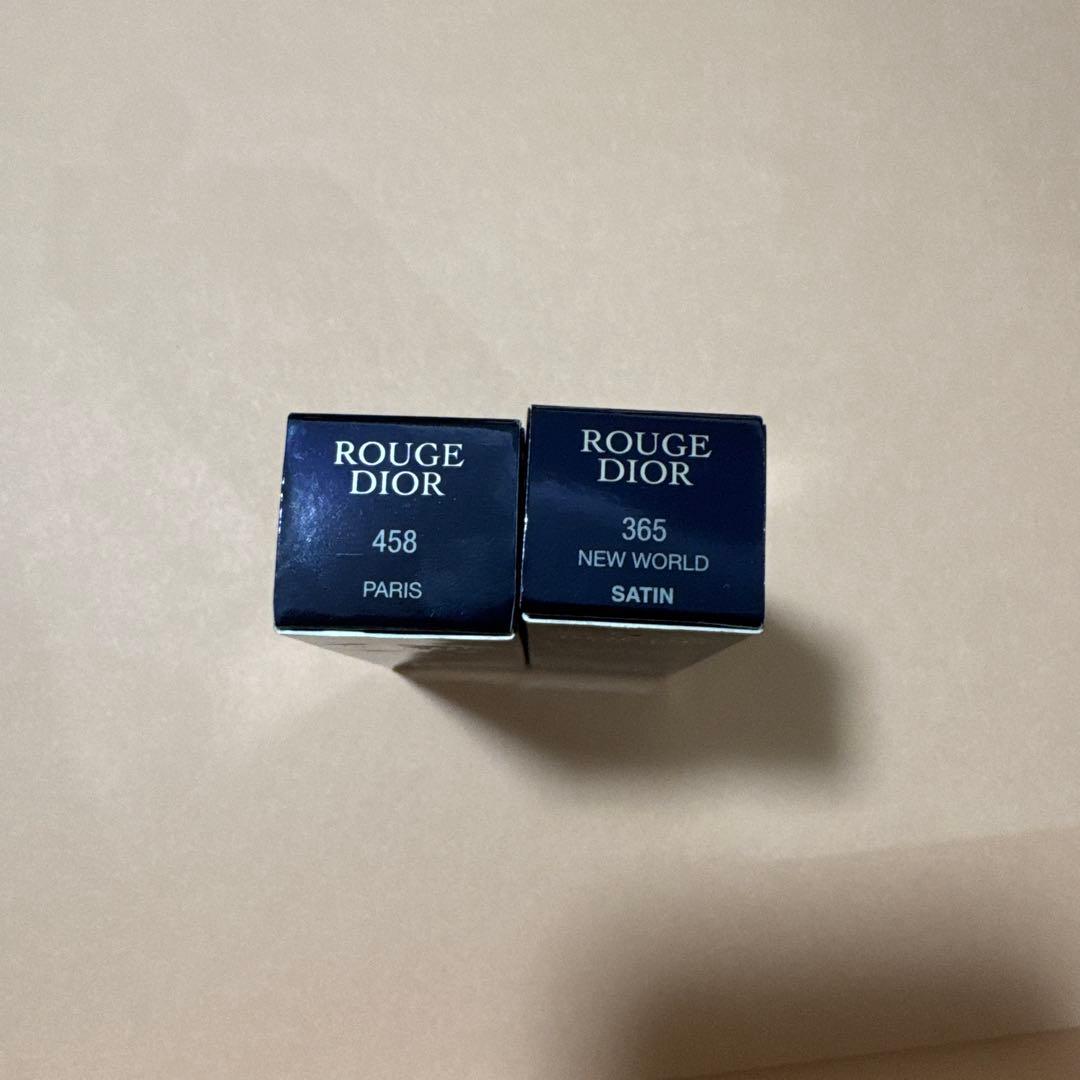 ROUGE
DIOR
458
PARIS
ROUGE
DIOR
365
NEW WORLD
SATIN